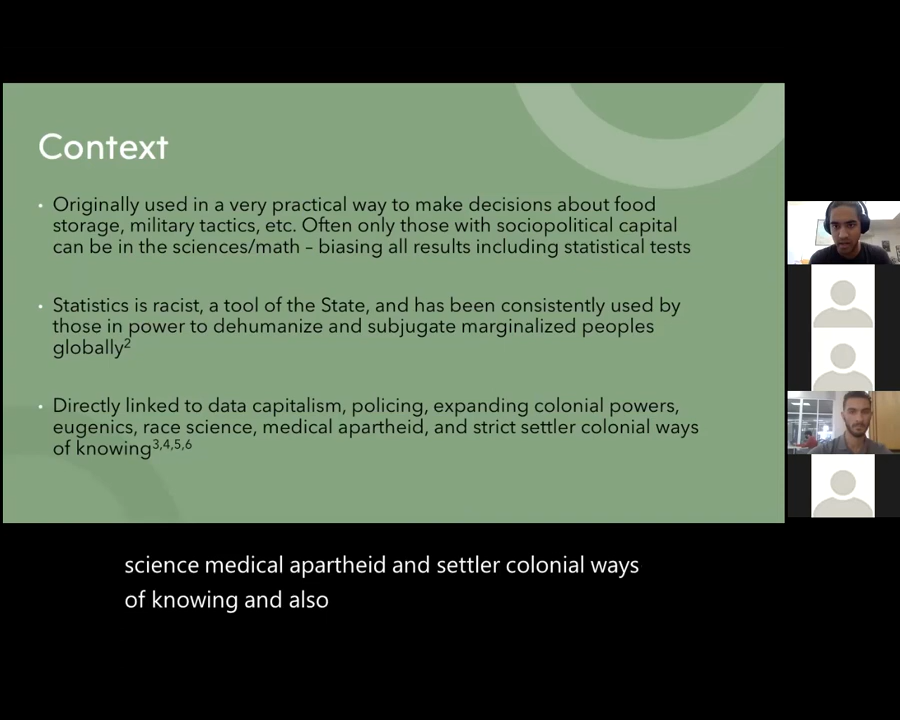 Context
• Originally used in a very practical way to make decisions about food
storage, military tactics, etc. Often only those with sociopolitical capital
can be in the sciences/math – biasing all results including statistical tests
• Statistics is racist, a tool of the State, and has been consistently used by
those in power to dehumanize and subjugate marginalized peoples
globally²
• Directly linked to data capitalism, policing, expanding colonial powers,
eugenics, race science, medical apartheid, and strict settler colonial ways
of knowing³,⁴,⁵,⁶
science medical apartheid and settler colonial ways
of knowing and also